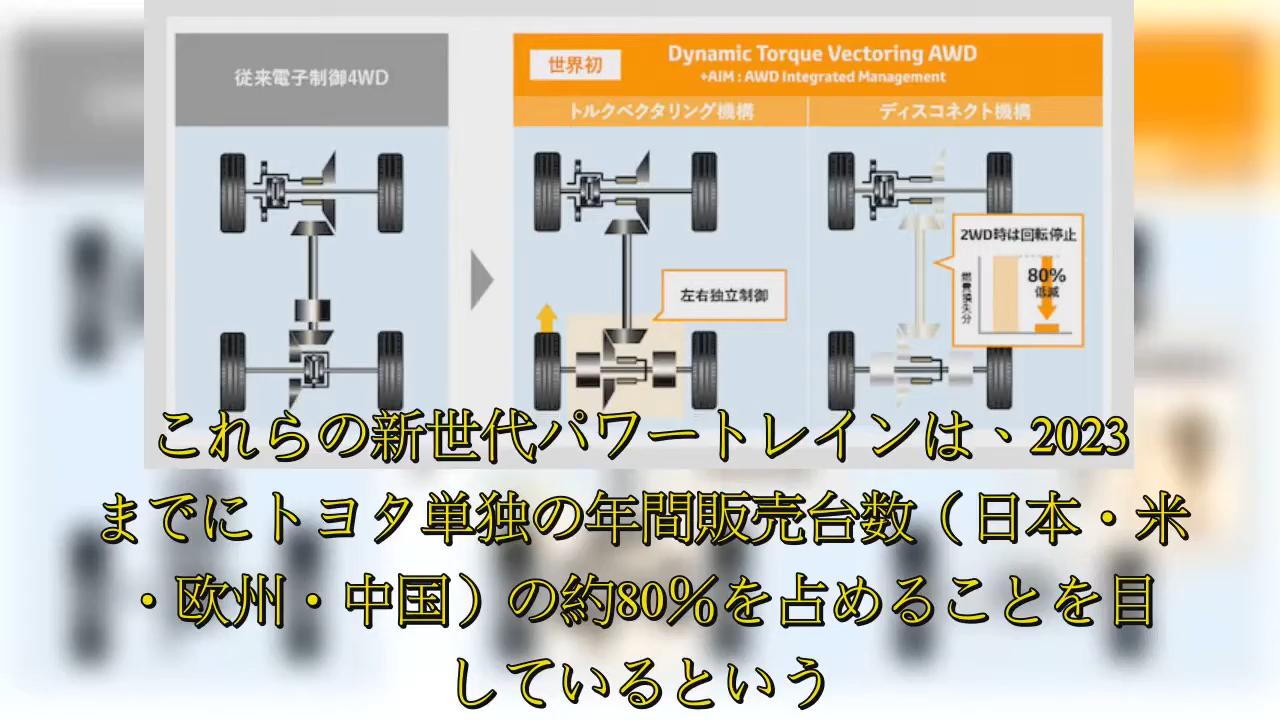 従来電子制御4WD
世界初
Dynamic Torque Vectoring AWD
+AIM : AWD Integrated Management
トルクベクタリング機構
ディスコネクト機構
左右独立制御
2WD時は回転停止
燃費損失分
80%
低減
これらの新世代パワートレインは、2023
までにトヨタ単独の年間販売台数（日本・米
・欧州・中国）の約80％を占めることを目
しているという